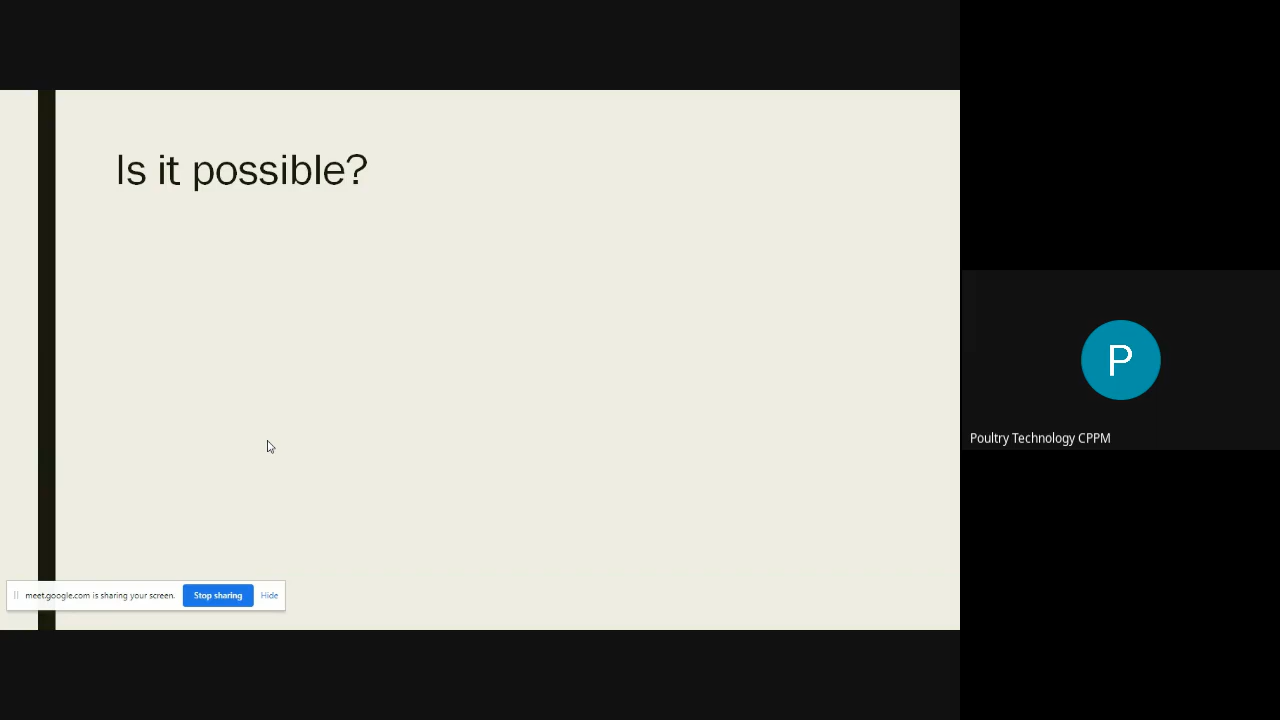 Is it possible?
meet.google.com is sharing your screen.
Stop sharing
Hide
P
Poultry Technology CPPM